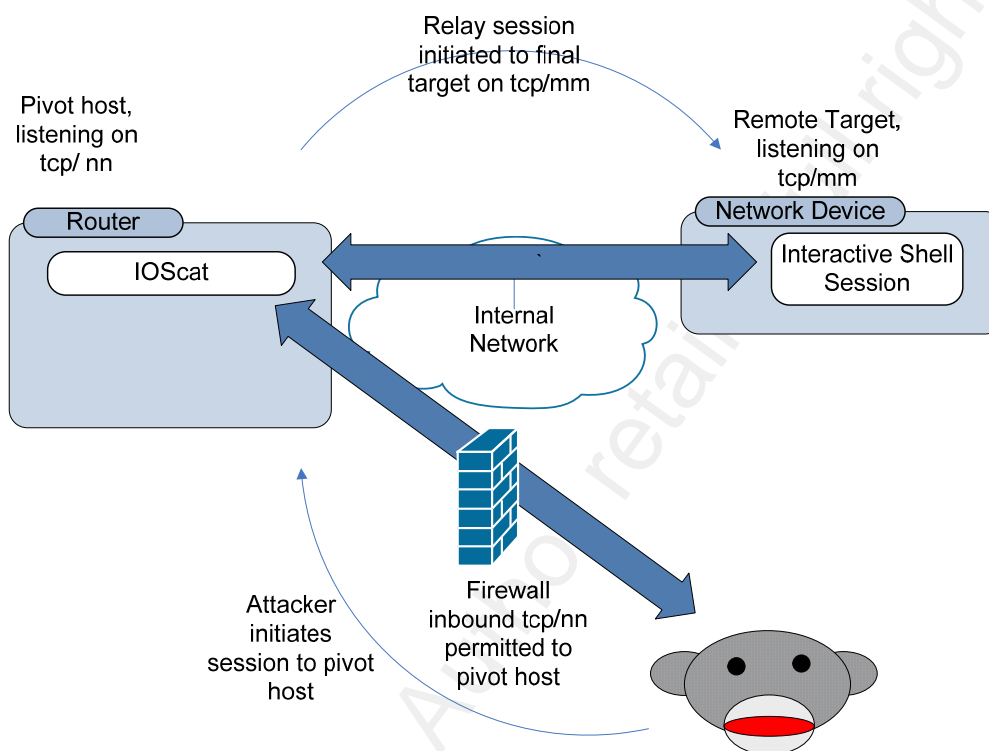 Relay session
initiated to final
target on tcp/mm
Pivot host,
listening on
tcp/ nn
Remote Target,
listening on
tcp/mm
Router
IOScat
Network Device
Interactive Shell
Session
Internal
Network
Attacker
initiates
session to pivot
host
Firewall
inbound tcp/nn
permitted to
pivot host